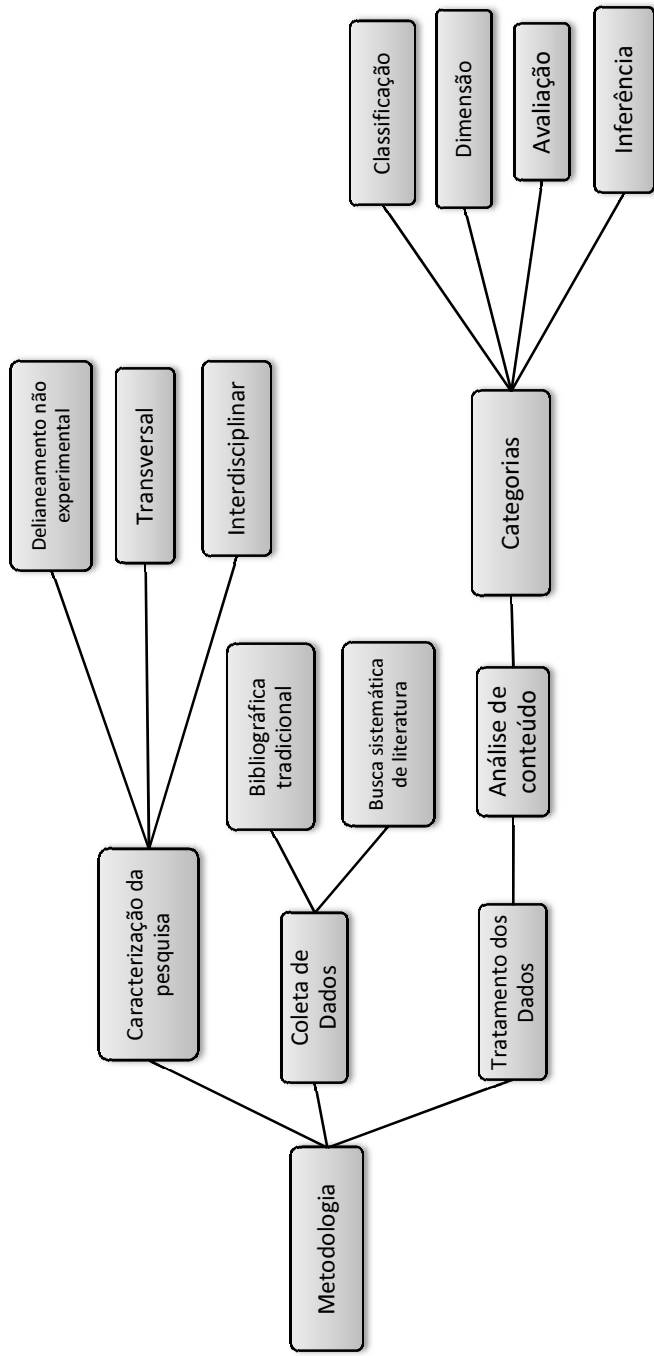 Metodologia
Caracterização da
pesquisa
Delianeamento não
experimental
Transversal
Interdisciplinar
Coleta de
Dados
Bibliográfica
tradicional
Busca sistemática
de literatura
Tratamento dos
Dados
Análise de
conteúdo
Categorias
Classificação
Dimensão
Avaliação
Inferência